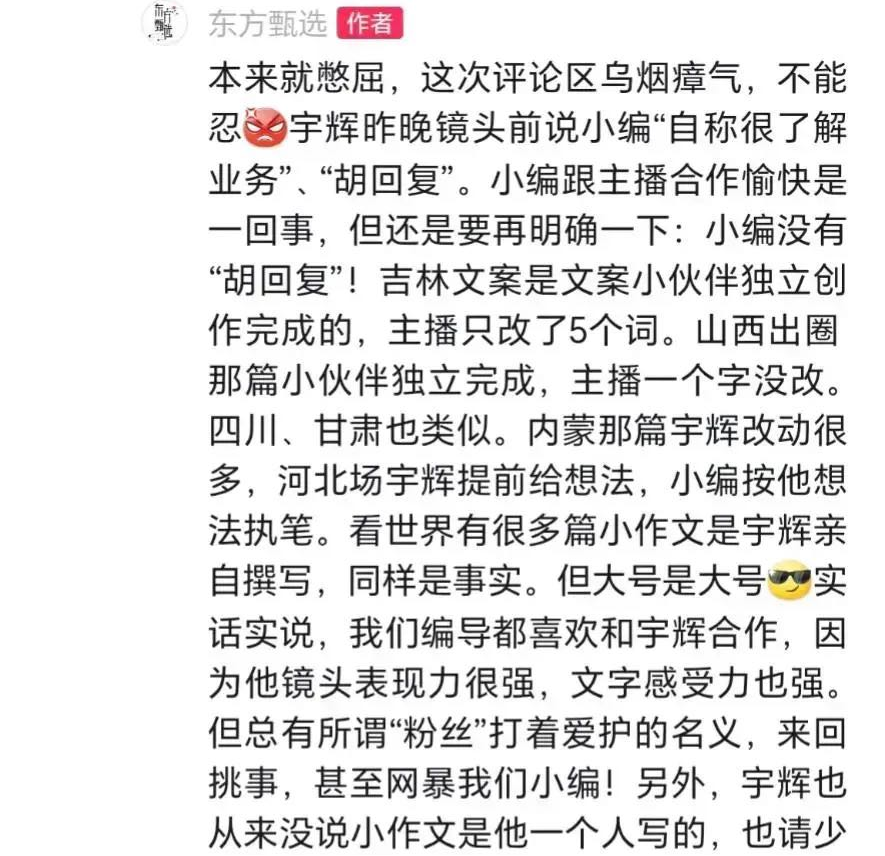 东方甄选 作者
本来就憋屈，这次评论区乌烟瘴气，不能
忍宇辉昨晚镜头前说小编“自称很了解
业务”、“胡回复”。小编跟主播合作愉快是
一回事，但还是要再明确一下：小编没有
“胡回复”！吉林文案是文案小伙伴独立创
作完成的，主播只改了5个词。山西出圈
那篇小伙伴独立完成，主播一个字没改。
四川、甘肃也类似。内蒙那篇宇辉改动很
多，河北场宇辉提前给想法，小编按他想
法执笔。看世界有很多篇小作文是宇辉亲
自撰写，同样是事实。但大号是大号实
话实说，我们编导都喜欢和宇辉合作，因
为他镜头表现力很强，文字感受力也强。
但总有所谓“粉丝”打着爱护的名义，来回
挑事，甚至网暴我们小编！另外，宇辉也
从来没说小作文是他一个人写的，也请少